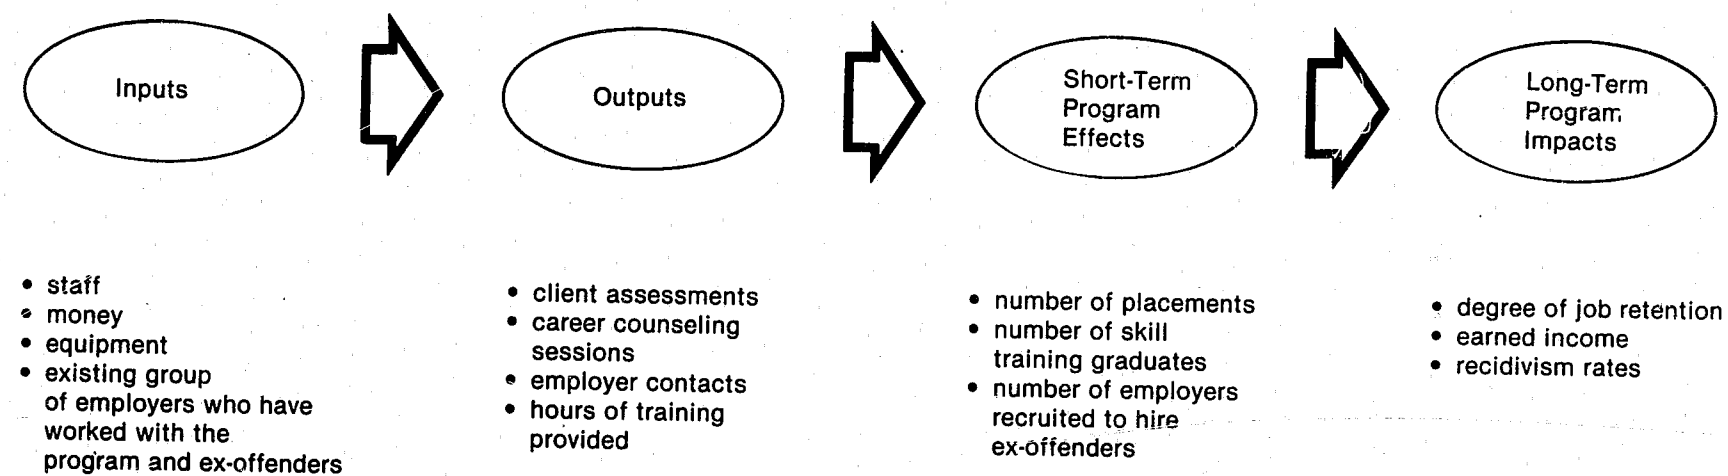 Inputs
Outputs
Short-Term
Program
Effects
Long-Term
Program
Impacts
• staff
• money
• equipment
• existing group
of employers who have
worked with the
program and ex-offenders
• client assessments
• career counseling
sessions
• employer contacts
• hours of training
provided
• number of placements
• number of skill
training graduates
• number of employers
recruited to hire
ex-offenders
• degree of job retention
• earned income
• recidivism rates